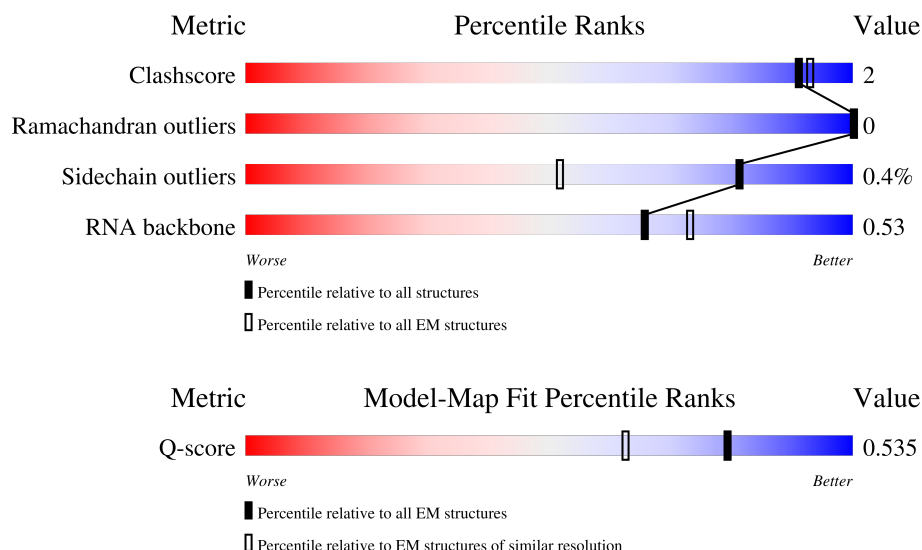 Metric Percentile Ranks Value
Clashscore 2
Ramachandran outliers 0
Sidechain outliers 0.4%
RNA backbone 0.53
Worse Better
Percentile relative to all structures
Percentile relative to all EM structures
Metric Model-Map Fit Percentile Ranks Value
Q-score 0.535
Worse Better
Percentile relative to all EM structures
Percentile relative to EM structures of similar resolution